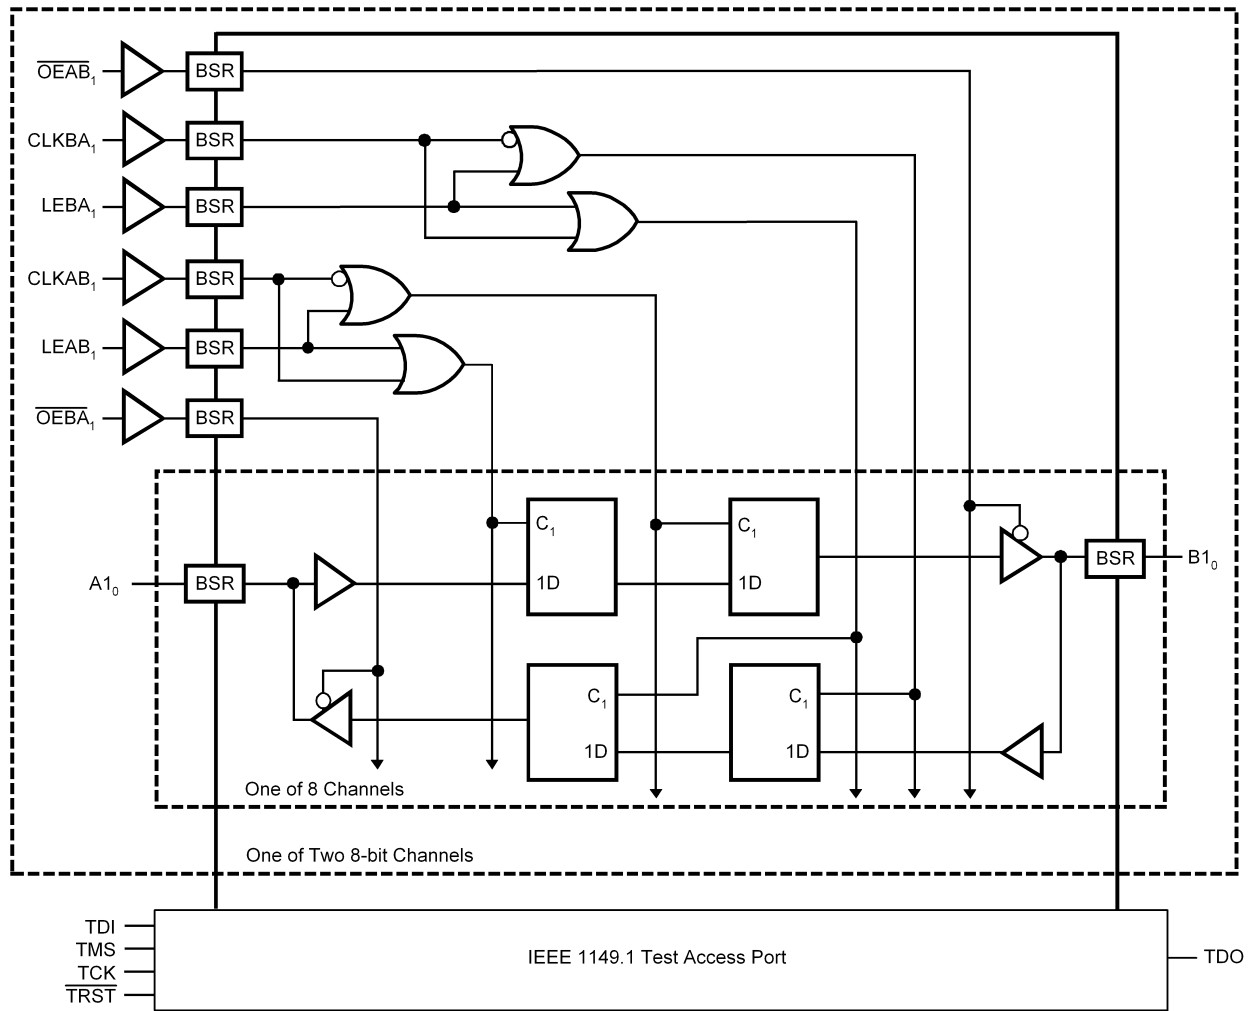 OEAB1 BSR
CLKBA1 BSR
LEBA1 BSR
CLKAB1 BSR
LEAB1 BSR
OEBA1 BSR
C1 C1
A10 BSR 1D 1D BSR B10
C1 C1
1D 1D
One of 8 Channels
One of Two 8-bit Channels
TDI
TMS
TCK
TRST
IEEE 1149.1 Test Access Port
TDO